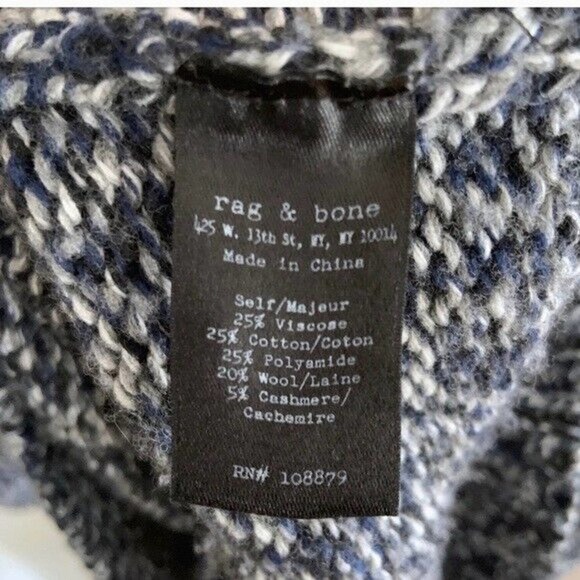 rag & bone
425 W. 13th St, NY, NY 10014
Made in China
Self/Majeur
25% Viscose
25% Cotton/Coton
25% Polyamide
20% Wool/Laine
5% Cashmere/
Cachemire
RN# 108879